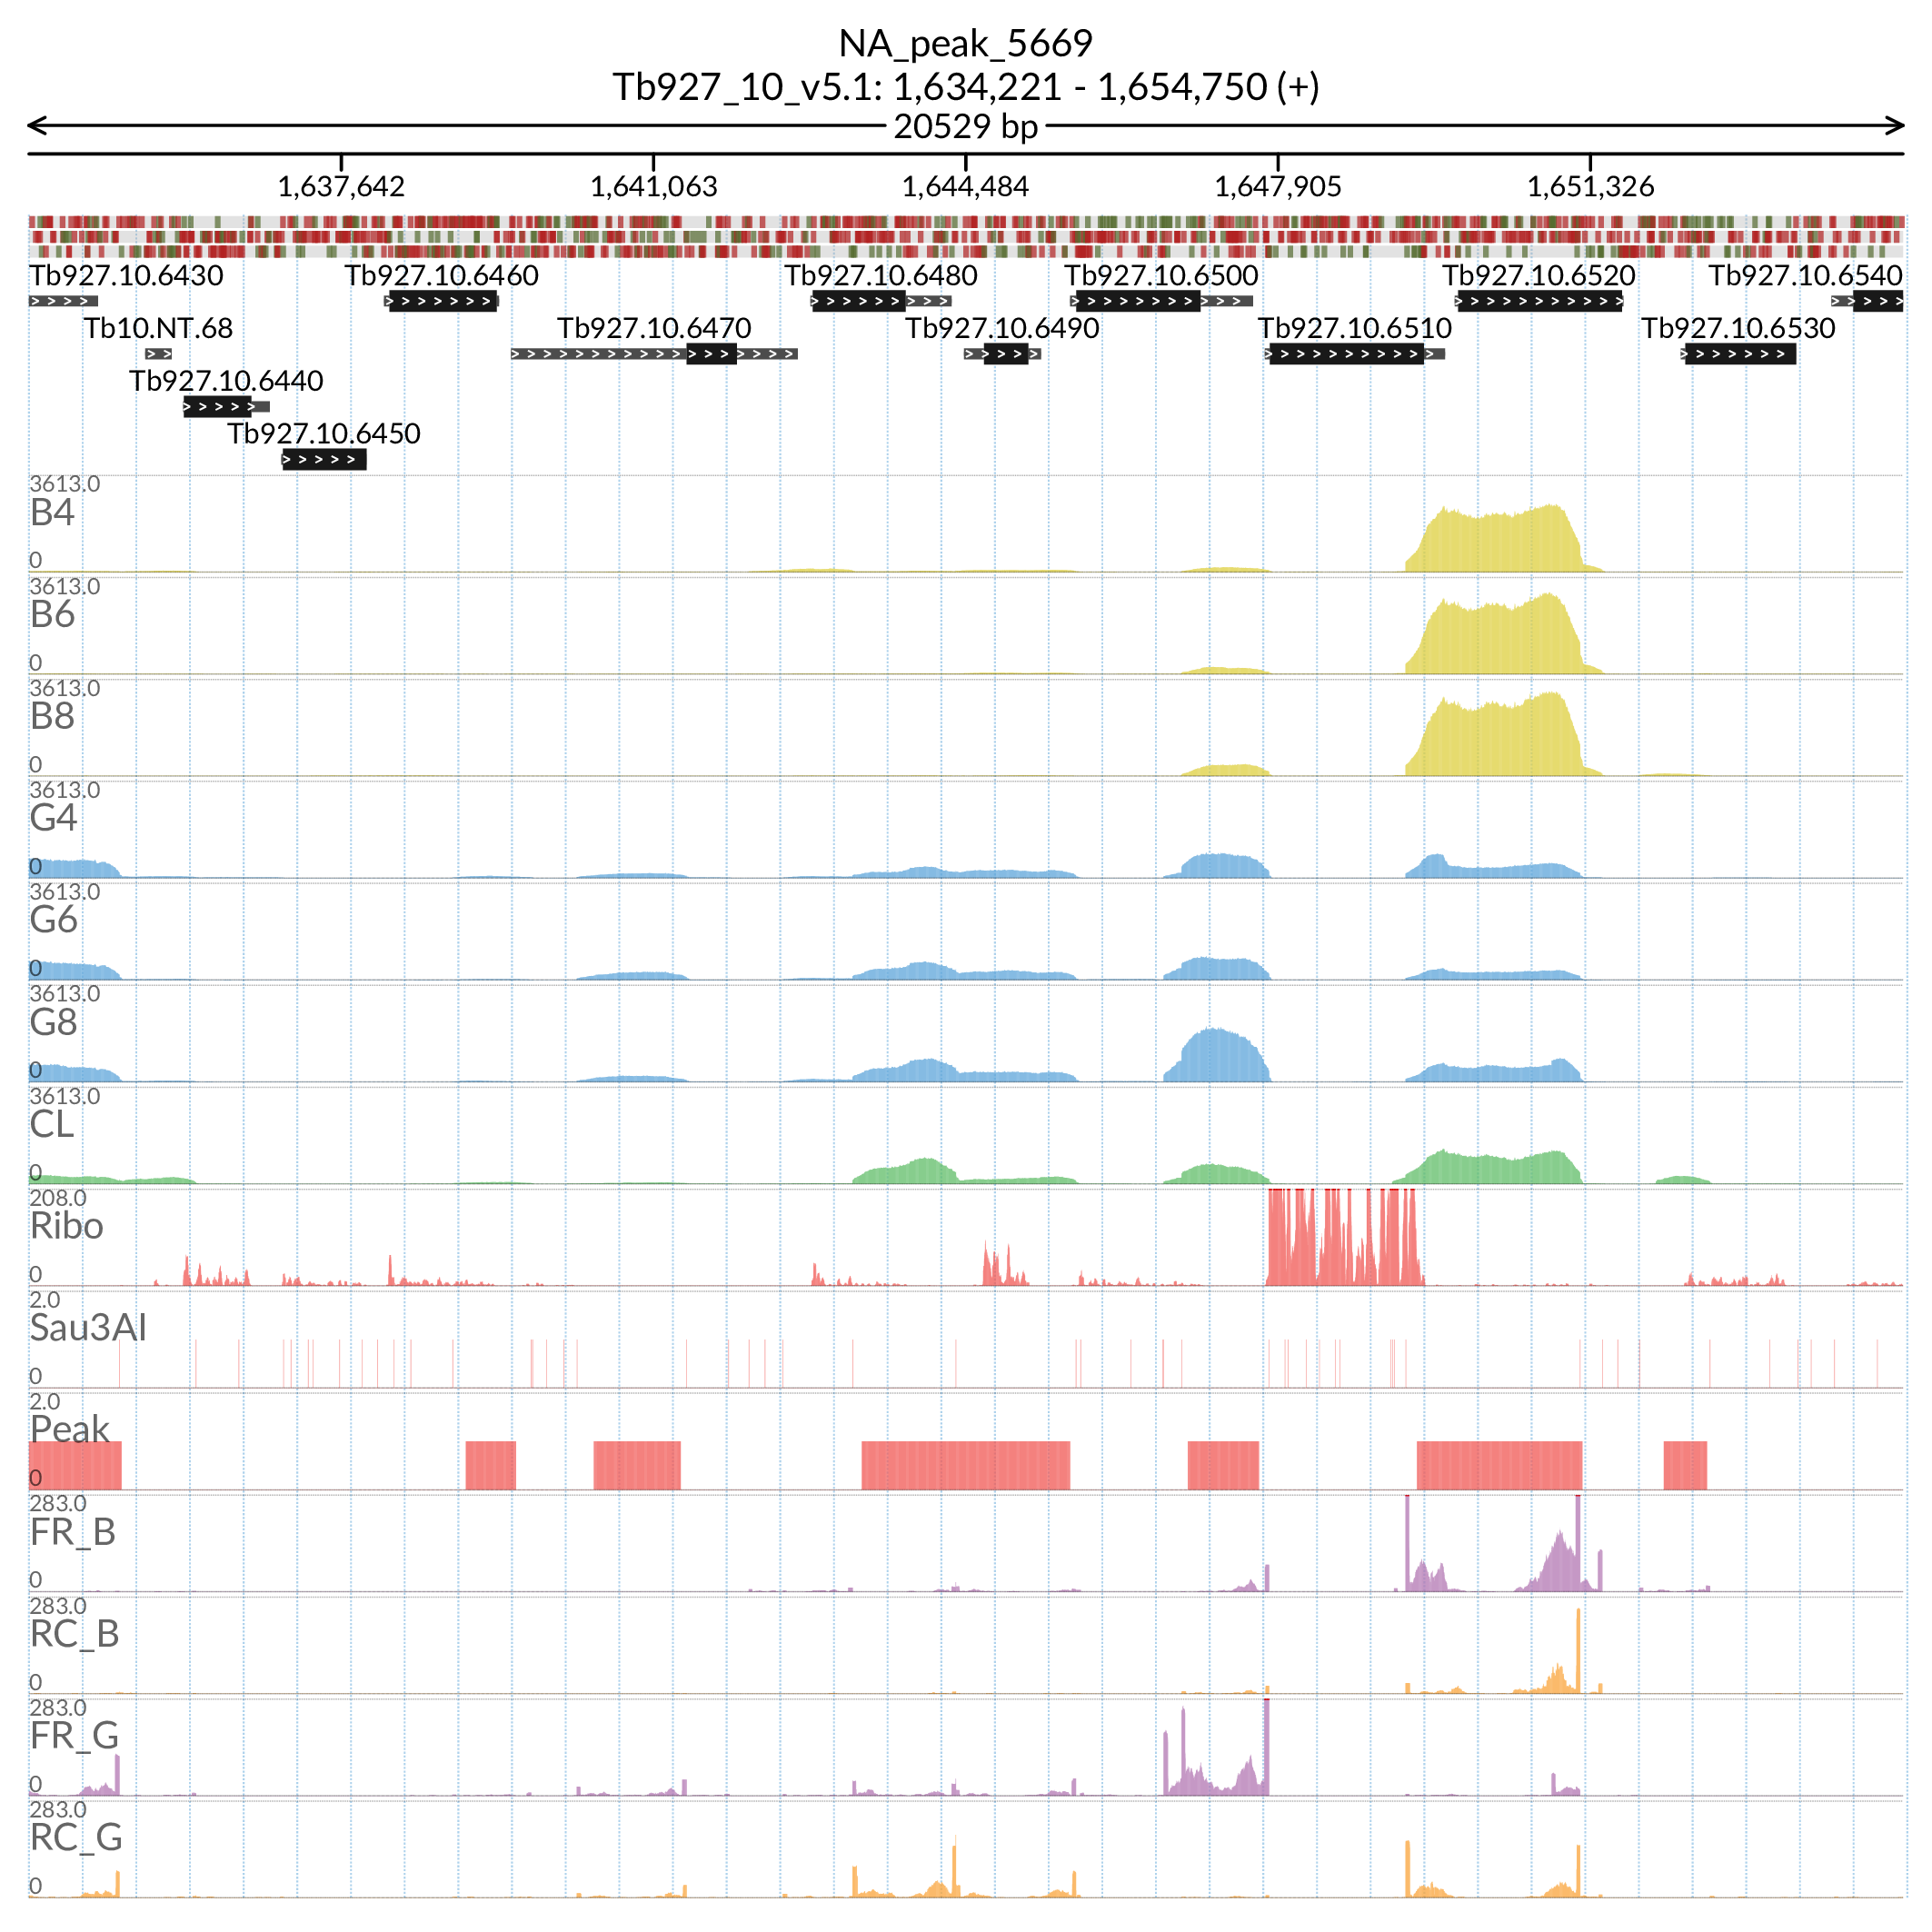 NA_peak_5669
Tb927_10_v5.1: 1,634,221 - 1,654,750 (+)
20529 bp
1,637,642 1,641,063 1,644,484 1,647,905 1,651,326
Tb927.10.6430 Tb927.10.6460 Tb927.10.6480 Tb927.10.6500 Tb927.10.6520 Tb927.10.6540
Tb10.NT.68 Tb927.10.6470 Tb927.10.6490 Tb927.10.6510 Tb927.10.6530
Tb927.10.6440
Tb927.10.6450
3613.0
B4
0
3613.0
B6
0
3613.0
B8
0
3613.0
G4
0
3613.0
G6
0
3613.0
G8
0
3613.0
CL
0
208.0
Ribo
0
2.0
Sau3AI
0
2.0
Peak
0
283.0
FR_B
0
283.0
RC_B
0
283.0
FR_G
0
283.0
RC_G
0